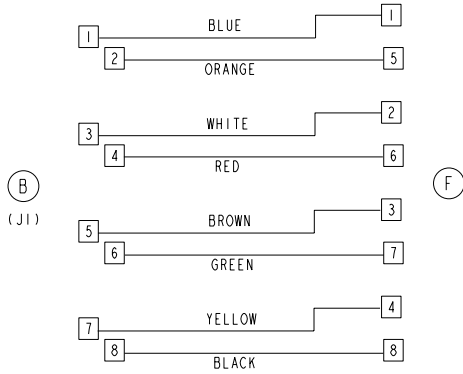 BLUE 1
1
2 5
ORANGE
WHITE 2
3
4 6
RED
B F
(J1)
BROWN 3
5
6 7
GREEN
YELLOW 4
7
8 8
BLACK